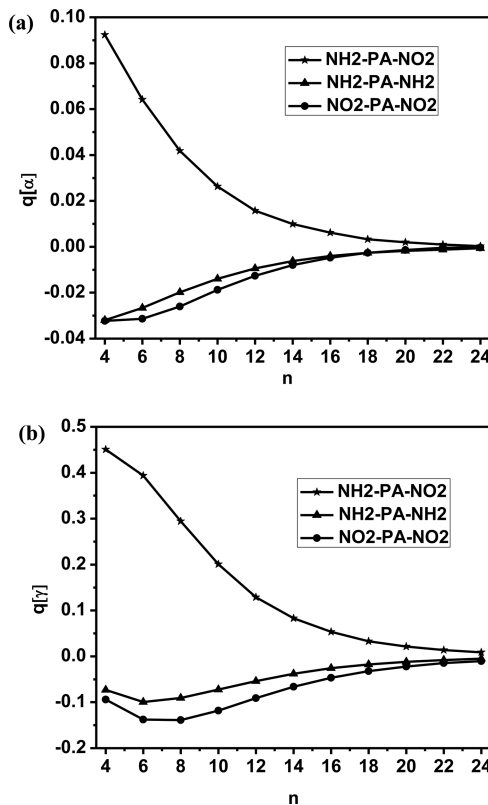 (a)
0.10
0.08
0.06
0.04
0.02
0.00
-0.02
-0.04
q[α]
NH2-PA-NO2
NH2-PA-NH2
NO2-PA-NO2
4 6 8 10 12 14 16 18 20 22 24
n
(b)
0.5
0.4
0.3
0.2
0.1
0.0
-0.1
-0.2
q[γ]
NH2-PA-NO2
NH2-PA-NH2
NO2-PA-NO2
4 6 8 10 12 14 16 18 20 22 24
n